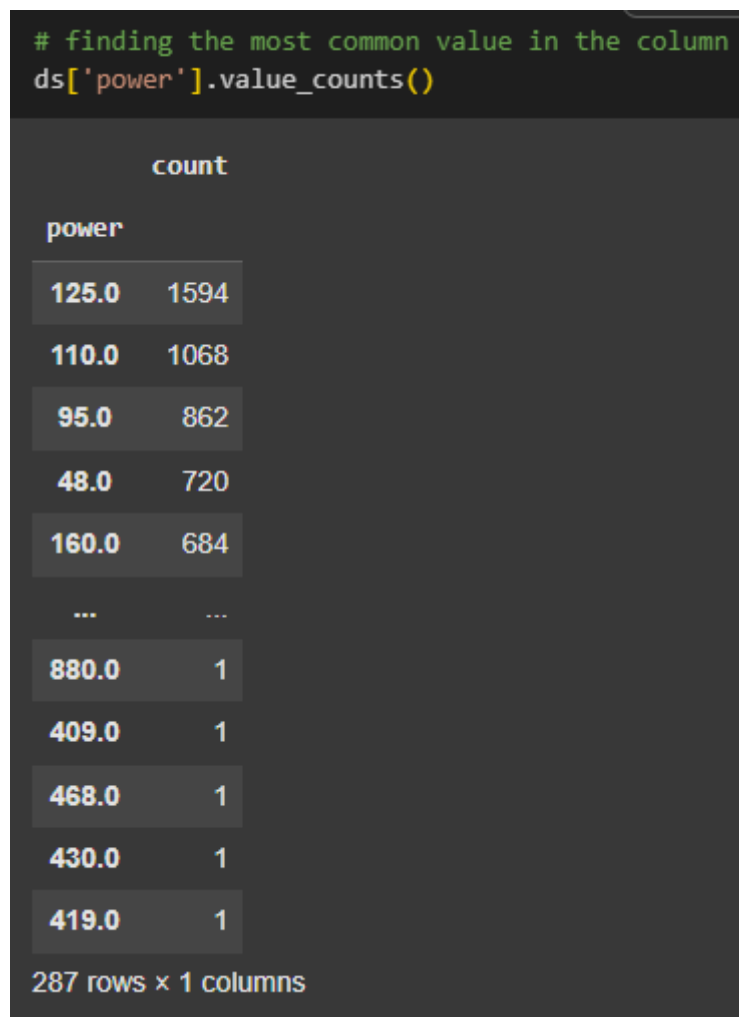 # finding the most common value in the column
ds['power'].value_counts()
count
power
125.0 1594
110.0 1068
95.0 862
48.0 720
160.0 684
... ...
880.0 1
409.0 1
468.0 1
430.0 1
419.0 1
287 rows × 1 columns